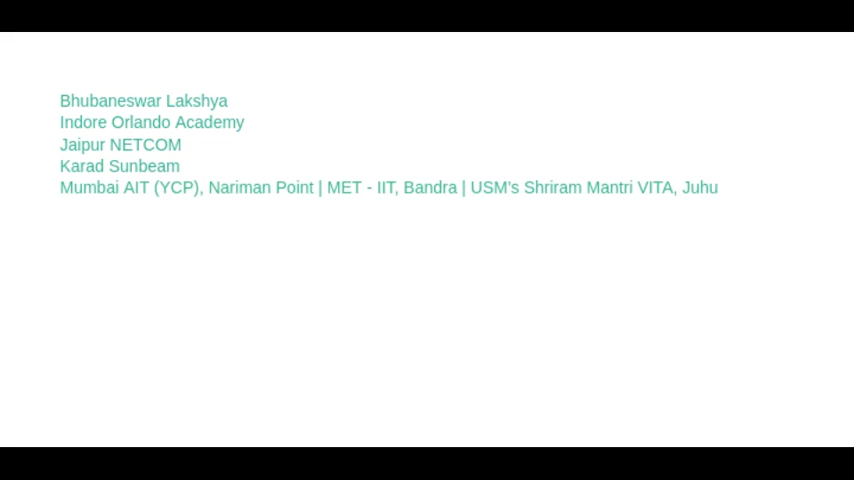 Bhubaneswar Lakshya
Indore Orlando Academy
Jaipur NETCOM
Karad Sunbeam
Mumbai AIT (YCP), Nariman Point | MET - IIT, Bandra | USM's Shriram Mantri VITA, Juhu